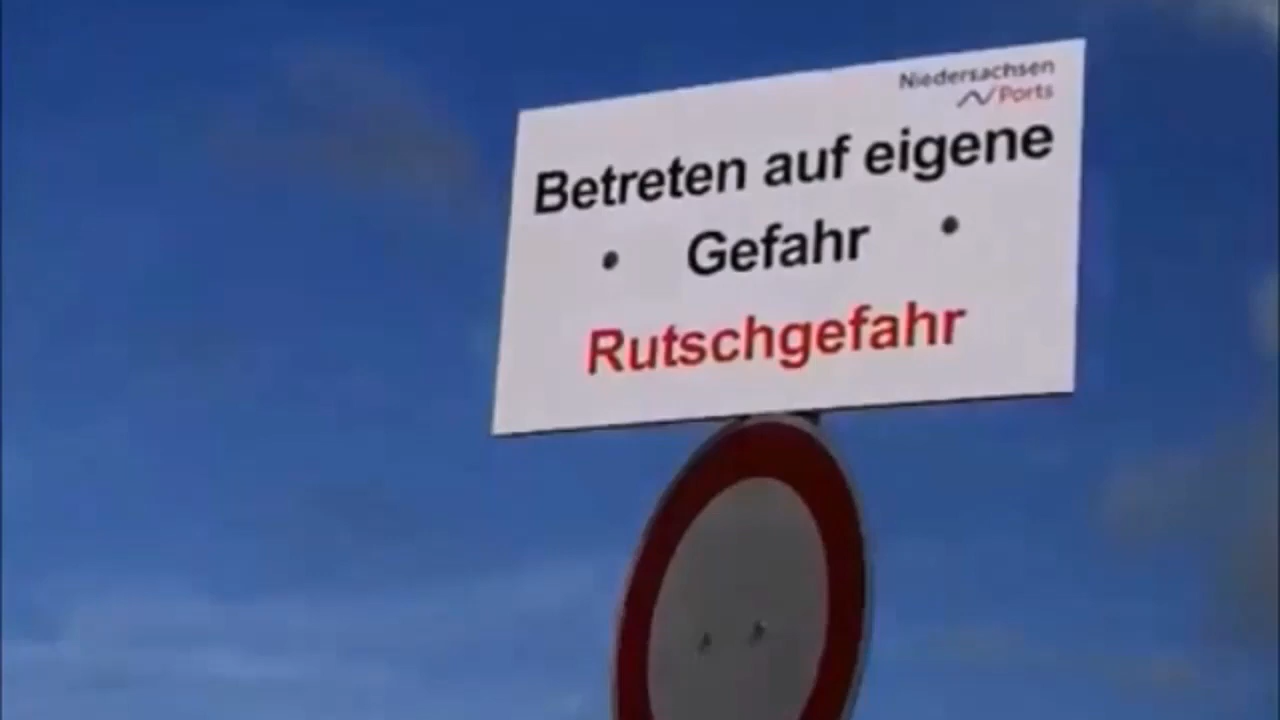 Niedersachsen
Ports
Betreten auf eigene
Gefahr
Rutschgefahr